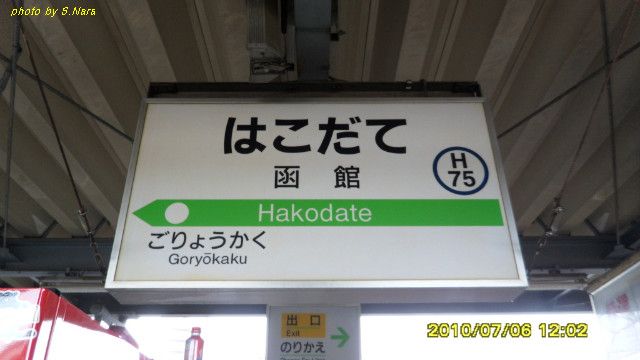 photo by S.Nara
はこだて
函館
H
75
Hakodate
ごりょうかく
Goryōkaku
出口
Exit
のりかえ
2010/07/06 12:02